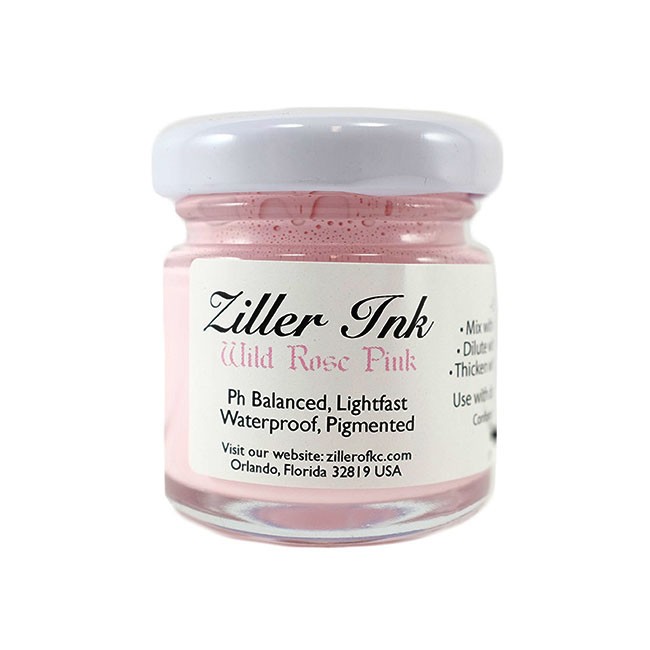 Ziller Ink
Wild Rose Pink
Ph Balanced, Lightfast
Waterproof, Pigmented
Visit our website: zillerofkc.com
Orlando, Florida 32819 USA
• Mix with
• Dilute
• Thicken
Use with